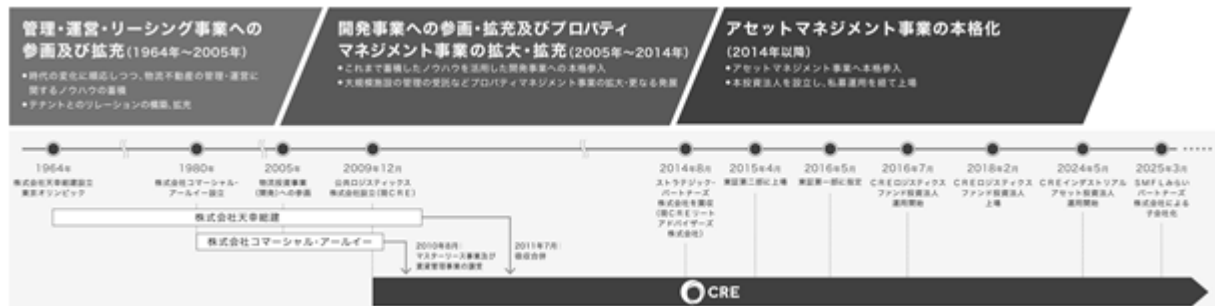 管理・運営・リーシング事業への
参画及び拡充(1964年～2005年)
●時代の変化に順応しつつ、物流不動産の管理・運営に
関するノウハウの蓄積
●テナントとのリレーションの構築、拡充
開発事業への参画・拡充及びプロパティ
マネジメント事業の拡大・拡充(2005年～2014年)
●これまで蓄積したノウハウを活用した開発事業への本格参入
●大規模施設の管理の受託などプロパティマネジメント事業の拡大・更なる発展
アセットマネジメント事業の本格化
(2014年以降)
●アセットマネジメント事業へ本格参入
●本投資法人を設立し、私募運用を経て上場
1964年
株式会社天幸総建設立
東京オリンピック
1980年
株式会社コマーシャル・
アールイー設立
2005年
物流投資事業
(開発)への参画
2009年12月
公共ロジスティックス
株式会社設立(現CRE)
2014年8月
ストラテジック・
パートナーズ
株式会社を買収
(現CREリート
アドバイザーズ
株式会社)
2015年4月
東証第二部に上場
2016年5月
東証第一部に指定
2016年7月
CREロジスティクス
ファンド投資法人
運用開始
2018年2月
CREロジスティクス
ファンド投資法人
上場
2024年5月
CREインダストリアル
アセット投資法人
運用開始
2025年3月
SMFLみらい
パートナーズ
株式会社による
子会社化
株式会社天幸総建
株式会社コマーシャル・アールイー
2010年8月:
マスターリース事業及び
賃貸管理事業の運営
2011年7月:
吸収合併
CRE